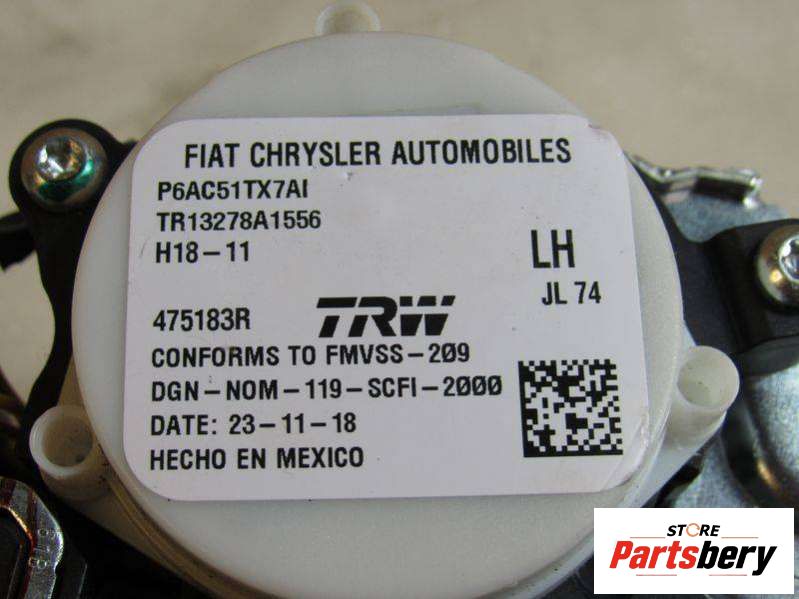 FIAT CHRYSLER AUTOMOBILES
P6AC51TX7AI
TR13278A1556
H18-11
LH
JL 74
475183R
TRW
CONFORMS TO FMVSS-209
DGN-NOM-119-SCFI-2000
DATE: 23-11-18
HECHO EN MEXICO
STORE
Partsbery